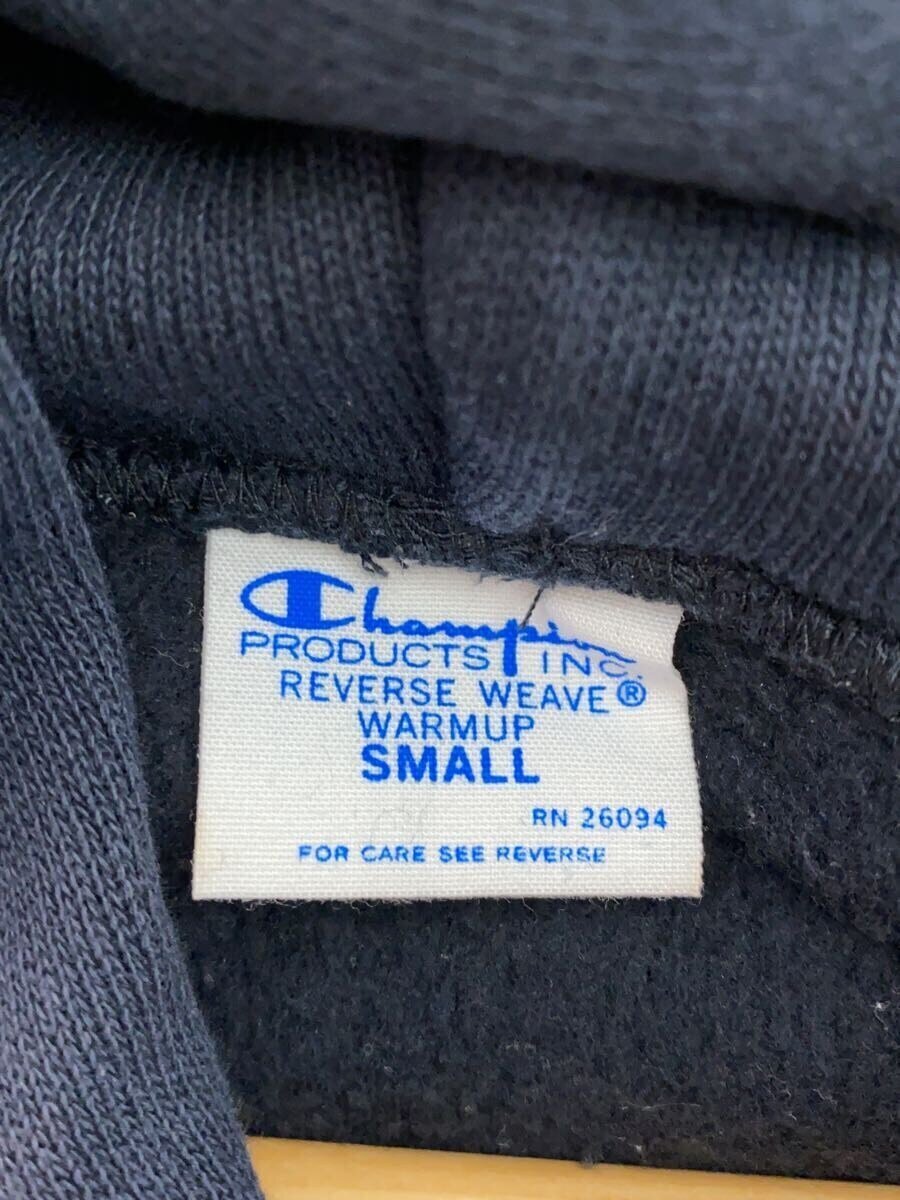 Champion
PRODUCTS INC.
REVERSE WEAVE®
WARMUP
SMALL
RN 26094
FOR CARE SEE REVERSE